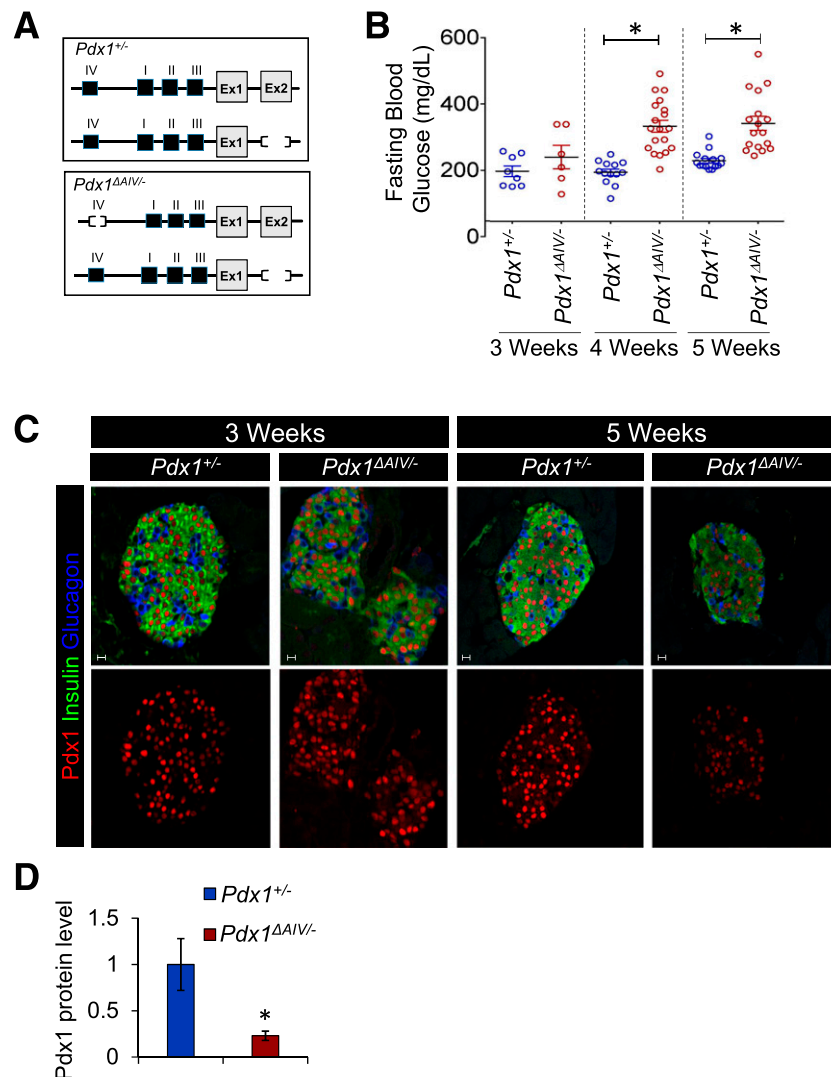 A
Pdx1+/-
IV I II III
Ex1 Ex2
IV I II III
Ex1
Pdx1ΔAIV/-
IV I II III
Ex1 Ex2
IV I II III
Ex1
B
Fasting Blood
Glucose (mg/dL)
600
400
200
0
* *
Pdx1+/- Pdx1ΔAIV/- Pdx1+/- Pdx1ΔAIV/- Pdx1+/- Pdx1ΔAIV/-
3 Weeks 4 Weeks 5 Weeks
C
3 Weeks 5 Weeks
Pdx1+/- Pdx1ΔAIV/- Pdx1+/- Pdx1ΔAIV/-
Pdx1 Insulin Glucagon
D
Pdx1+/-
Pdx1ΔAIV/-
Pdx1 protein level
1.5
1
0.5
0
*